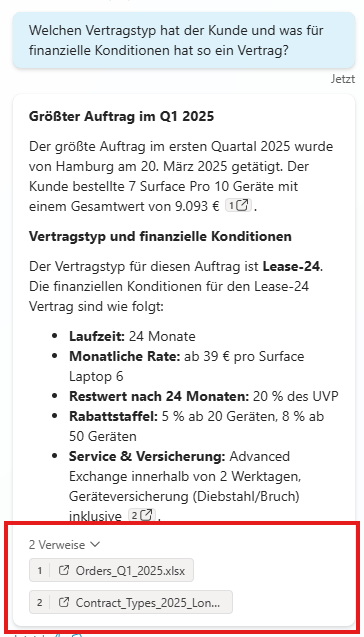 Welchen Vertragstyp hat der Kunde und was für
finanzielle Konditionen hat so ein Vertrag?
Jetzt
Größter Auftrag im Q1 2025
Der größte Auftrag im ersten Quartal 2025 wurde
von Hamburg am 20. März 2025 getätigt. Der
Kunde bestellte 7 Surface Pro 10 Geräte mit
einem Gesamtwert von 9.093 € 1 .
Vertragstyp und finanzielle Konditionen
Der Vertragstyp für diesen Auftrag ist Lease-24.
Die finanziellen Konditionen für den Lease-24
Vertrag sind wie folgt:
• Laufzeit: 24 Monate
• Monatliche Rate: ab 39 € pro Surface
Laptop 6
• Restwert nach 24 Monaten: 20 % des UVP
• Rabattstaffel: 5 % ab 20 Geräten, 8 % ab
50 Geräten
• Service & Versicherung: Advanced
Exchange innerhalb von 2 Werktagen,
Geräteversicherung (Diebstahl/Bruch)
inklusive 2 .
2 Verweise
1 Orders_Q1_2025.xlsx
2 Contract_Types_2025_Lon...